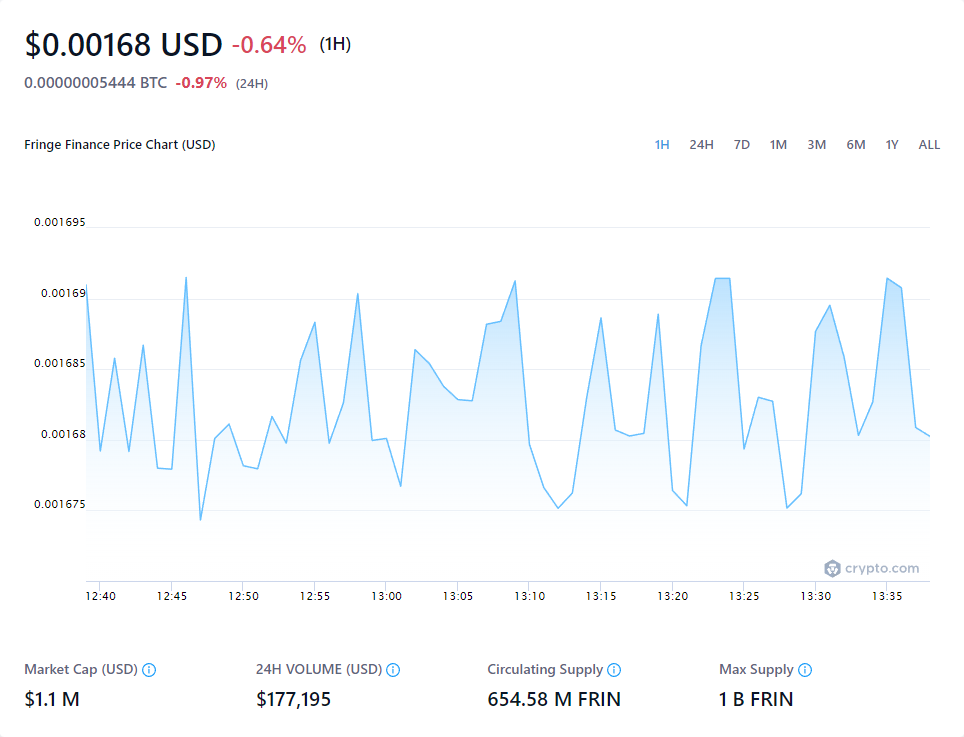 $0.00168 USD -0.64% (1H)
0.00000005444 BTC -0.97% (24H)
Fringe Finance Price Chart (USD)
1H 24H 7D 1M 3M 6M 1Y ALL
0.001695
0.00169
0.001685
0.00168
0.001675
crypto.com
12:40 12:45 12:50 12:55 13:00 13:05 13:10 13:15 13:20 13:25 13:30 13:35
Market Cap (USD) 24H VOLUME (USD) Circulating Supply Max Supply
$1.1 M $177,195 654.58 M FRIN 1 B FRIN